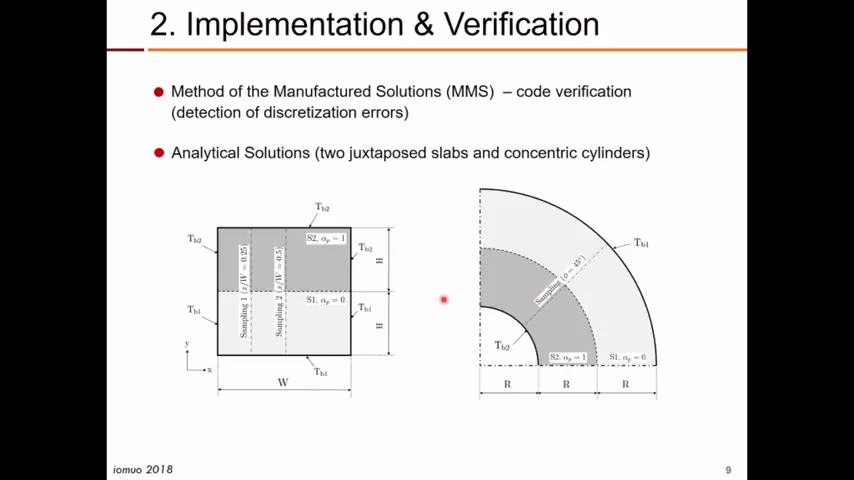 2. Implementation & Verification
Method of the Manufactured Solutions (MMS) – code verification
(detection of discretization errors)
Analytical Solutions (two juxtaposed slabs and concentric cylinders)
T_b2
T_b2
S2, α_p = 1
T_b2
H
Sampling 1 (x/W = 0.25)
Sampling 2 (x/W = 0.5)
S1, α_p = 0
T_b1
T_b1
H
y
x
T_b1
W
T_b1
Sampling (φ = 45°)
T_b2
S2, α_p = 1
S1, α_p = 0
R
R
R
iomuo 2018
9